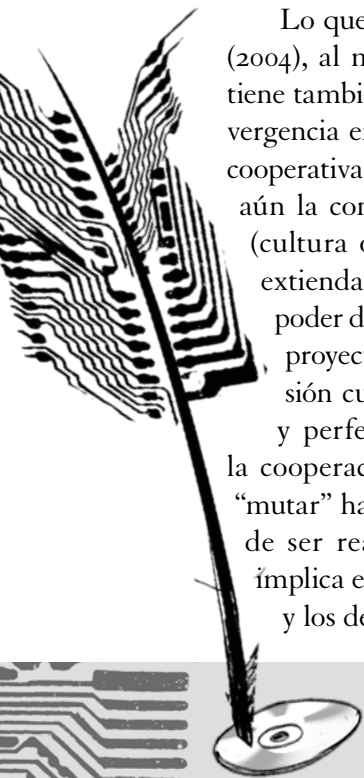 Lo que
(2004), al m
tiene tambi
vergencia e
cooperativa
aún la con
(cultura
extienda
poder d
proyect
sión cu
y perfe
la cooperac
“mutar” ha
de ser rea
implica e
y los de